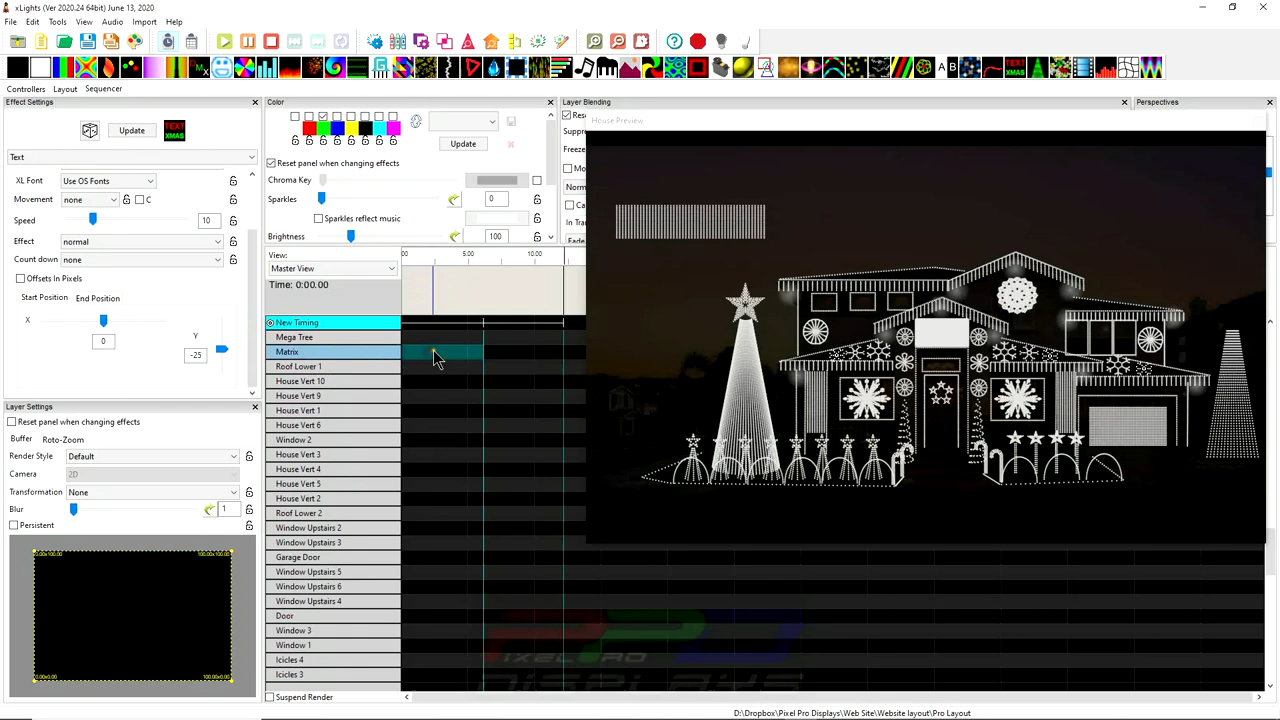 xLights (Ver 2020.24 64bit) June 13, 2020
File Edit Tools View Audio Import Help
Controllers Layout Sequencer
Effect Settings
Color
Layer Blending
Perspectives
Update
TEXT XMAS
Text
XL Font Use OS Fonts
Movement none C
Speed 10
Effect normal
Count down none
Offsets In Pixels
Start Position End Position
X
0
Y
-25
Update
Reset panel when changing effects
Chroma Key
Sparkles 0
Sparkles reflect music
Brightness 100
House Preview
View:
Master View
Time: 0:00.00
5.00 10.00
New Timing
Mega Tree
Matrix
Roof Lower 1
House Vert 10
House Vert 9
House Vert 1
House Vert 6
Window 2
House Vert 3
House Vert 4
House Vert 5
House Vert 2
Roof Lower 2
Window Upstairs 2
Window Upstairs 3
Garage Door
Window Upstairs 5
Window Upstairs 6
Window Upstairs 4
Door
Window 3
Window 1
Icicles 4
Icicles 3
Layer Settings
Reset panel when changing effects
Buffer Roto-Zoom
Render Style Default
Camera 2D
Transformation None
Blur 1
Persistent
Suspend Render
PPD
PIXEL PRO
DISPLAYS
D:\Dropbox\Pixel Pro Displays\Web Site\Website layout\Pro Layout